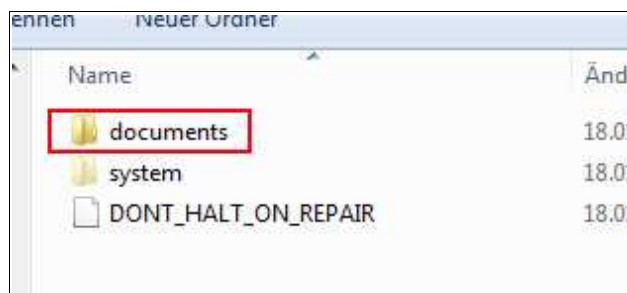 ennen Neuer Ordner
Name Änd
documents 18.0
system 18.0
DONT_HALT_ON_REPAIR 18.0